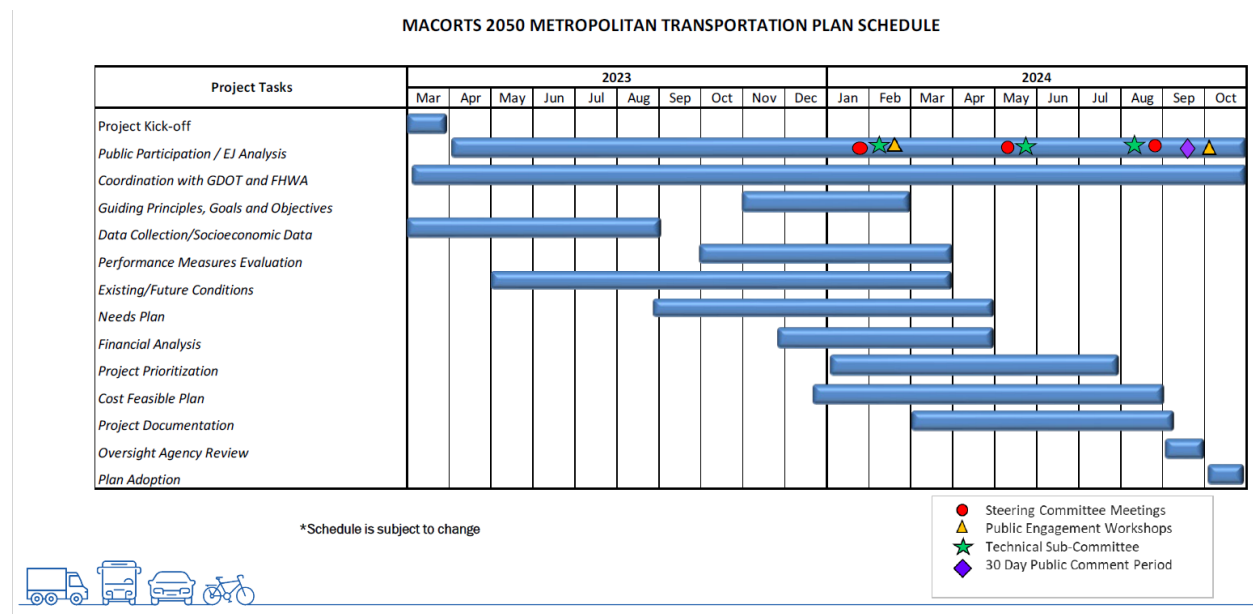 MACORTS 2050 METROPOLITAN TRANSPORTATION PLAN SCHEDULE
Project Tasks
2023 2024
Mar Apr May Jun Jul Aug Sep Oct Nov Dec Jan Feb Mar Apr May Jun Jul Aug Sep Oct
Project Kick-off
Public Participation / EJ Analysis
Coordination with GDOT and FHWA
Guiding Principles, Goals and Objectives
Data Collection/Socioeconomic Data
Performance Measures Evaluation
Existing/Future Conditions
Needs Plan
Financial Analysis
Project Prioritization
Cost Feasible Plan
Project Documentation
Oversight Agency Review
Plan Adoption
*Schedule is subject to change
Steering Committee Meetings
Public Engagement Workshops
Technical Sub-Committee
30 Day Public Comment Period